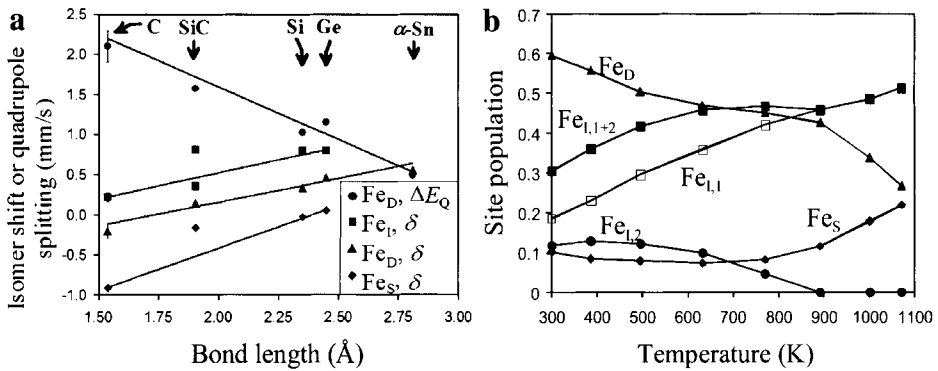 a
C SiC Si Ge α-Sn
Isomer shift or quadrupole
splitting (mm/s)
2.5
2.0
1.5
1.0
0.5
0.0
-0.5
-1.0
Fe_D, ΔE_Q
Fe_I, δ
Fe_D, δ
Fe_S, δ
1.50 1.75 2.00 2.25 2.50 2.75 3.00
Bond length (Å)
b
Site population
0.7
0.6
0.5
0.4
0.3
0.2
0.1
0
Fe_D
Fe_I,1+2
Fe_I,1
Fe_S
Fe_I,2
300 400 500 600 700 800 900 1000 1100
Temperature (K)